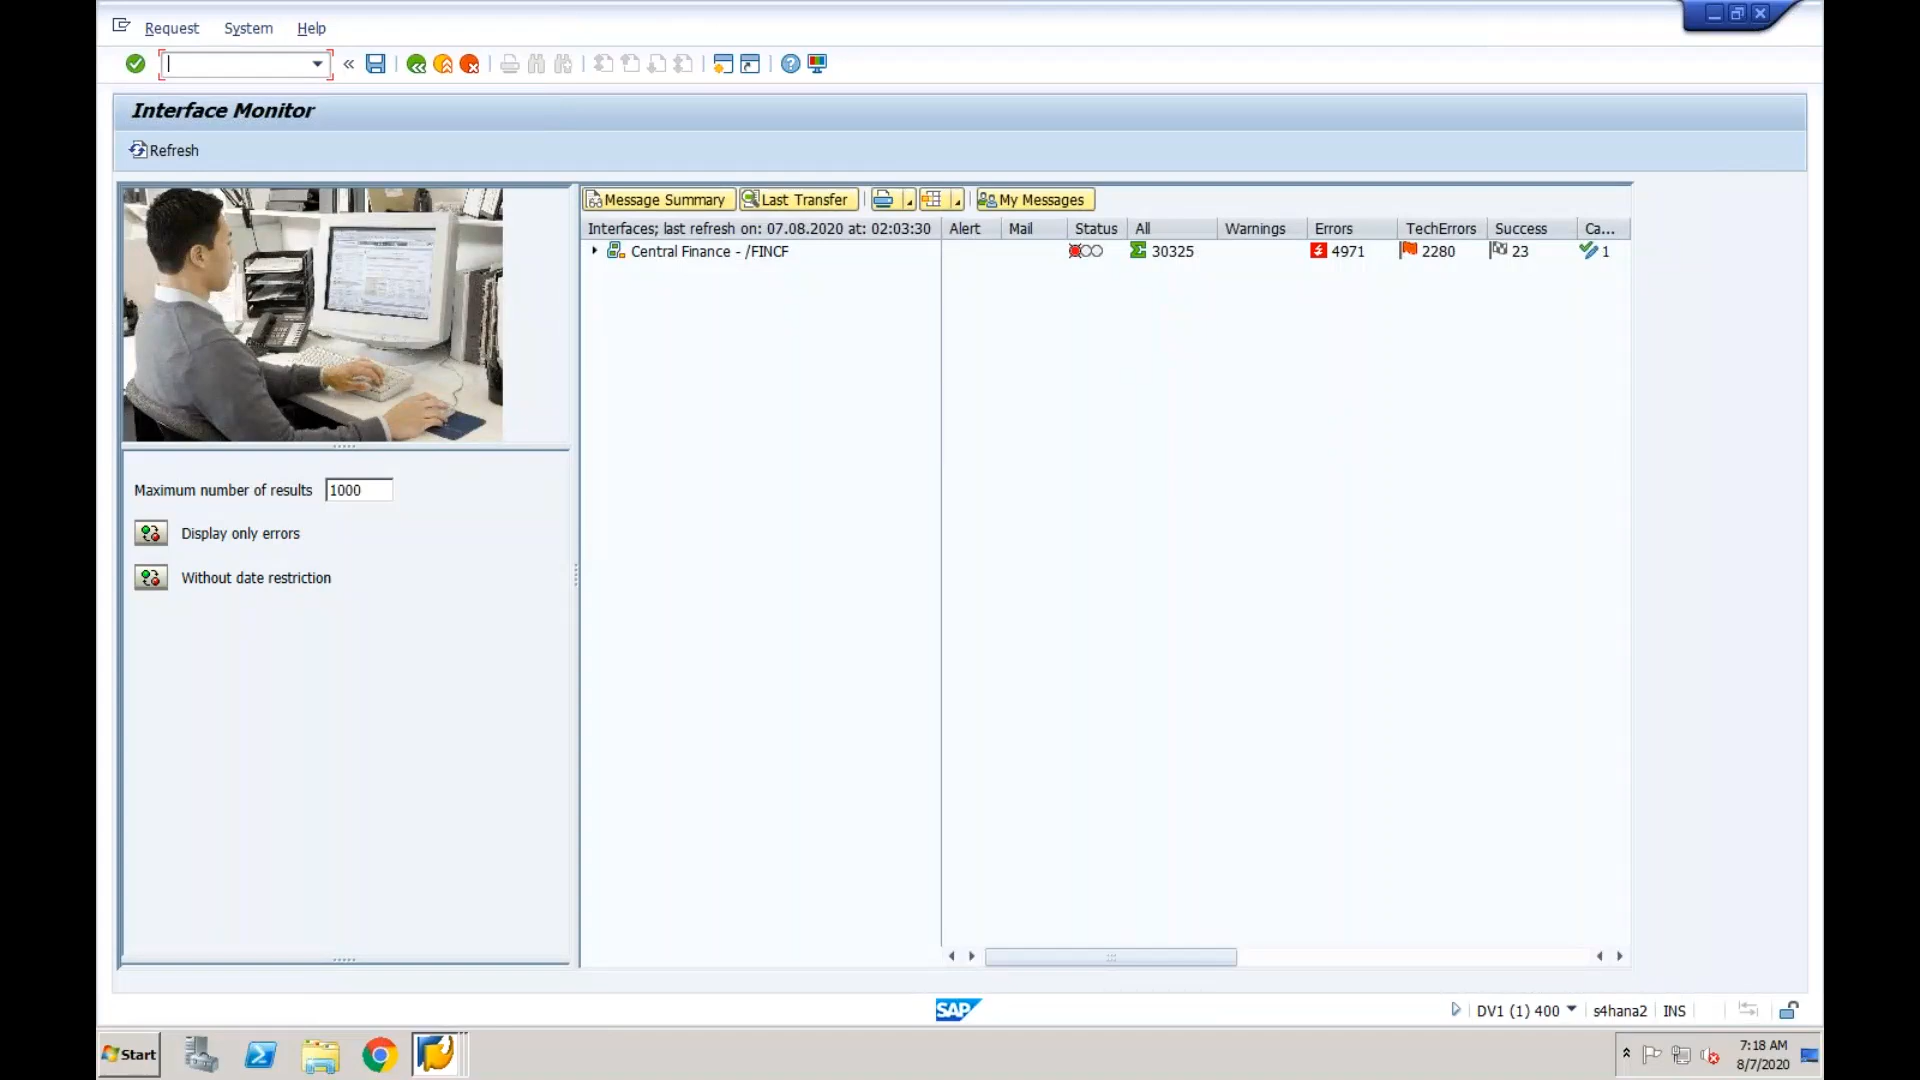 Request System Help
Interface Monitor
Refresh
Message Summary Last Transfer My Messages
Interfaces; last refresh on: 07.08.2020 at: 02:03:30 Alert Mail Status All Warnings Errors TechErrors Success Ca...
Central Finance - /FINCF 30325 4971 2280 23 1
Maximum number of results 1000
Display only errors
Without date restriction
SAP DV1 (1) 400 s4hana2 INS
Start
7:18 AM
8/7/2020